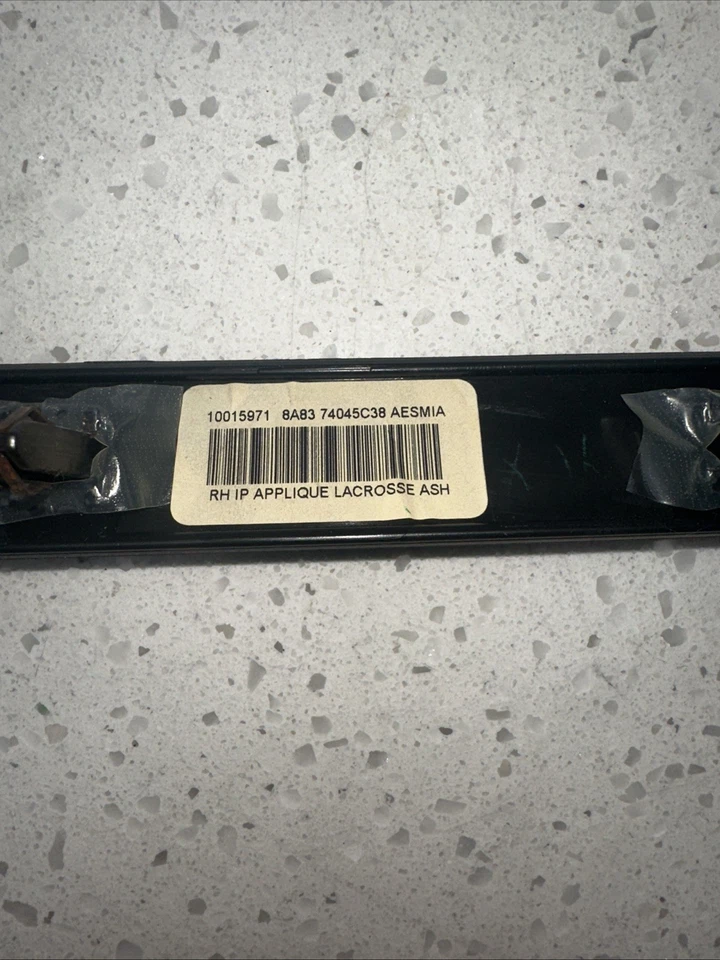 10015971 8A83 74045C38 AESMIA
RH IP APPLIQUE LACROSSE ASH